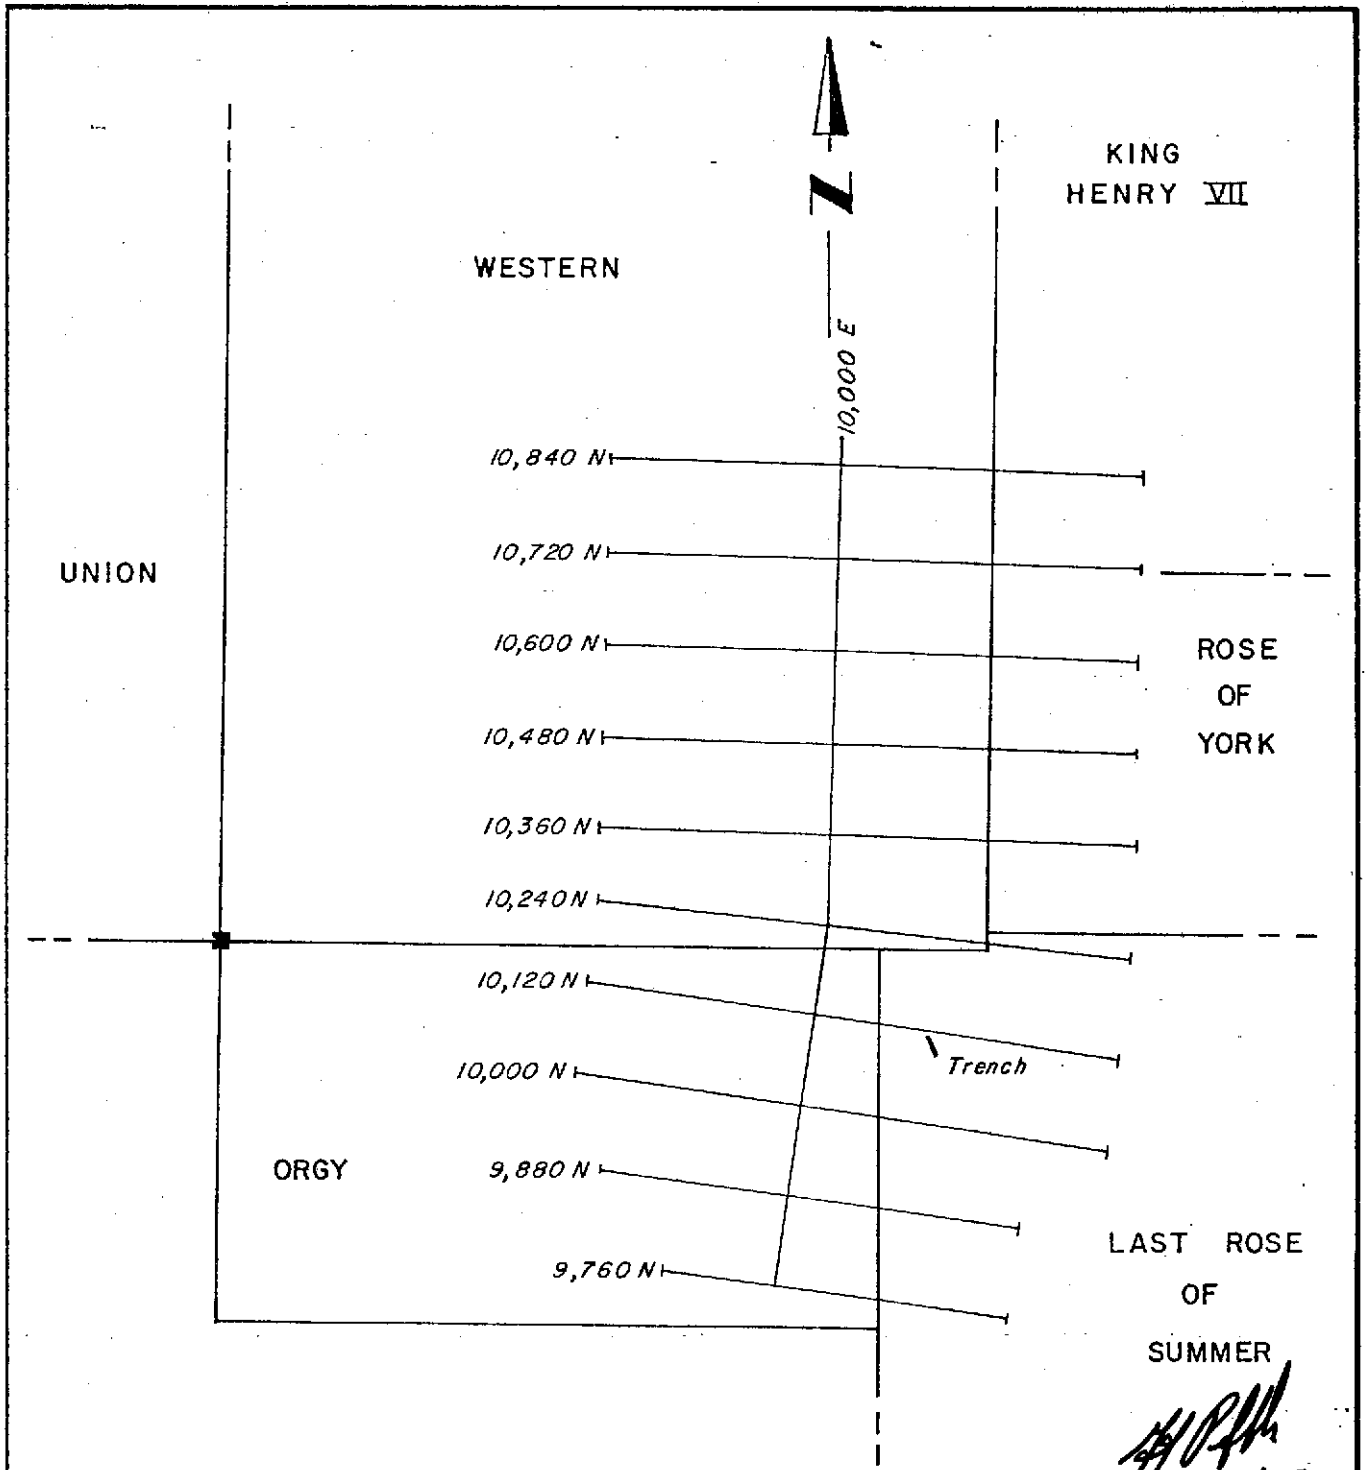 N
KING
HENRY VII
WESTERN
10,000 E
10,840 N
10,720 N
UNION
10,600 N
ROSE
OF
YORK
10,480 N
10,360 N
10,240 N
10,120 N
Trench
10,000 N
ORGY
9,880 N
LAST ROSE
OF
SUMMER
9,760 N